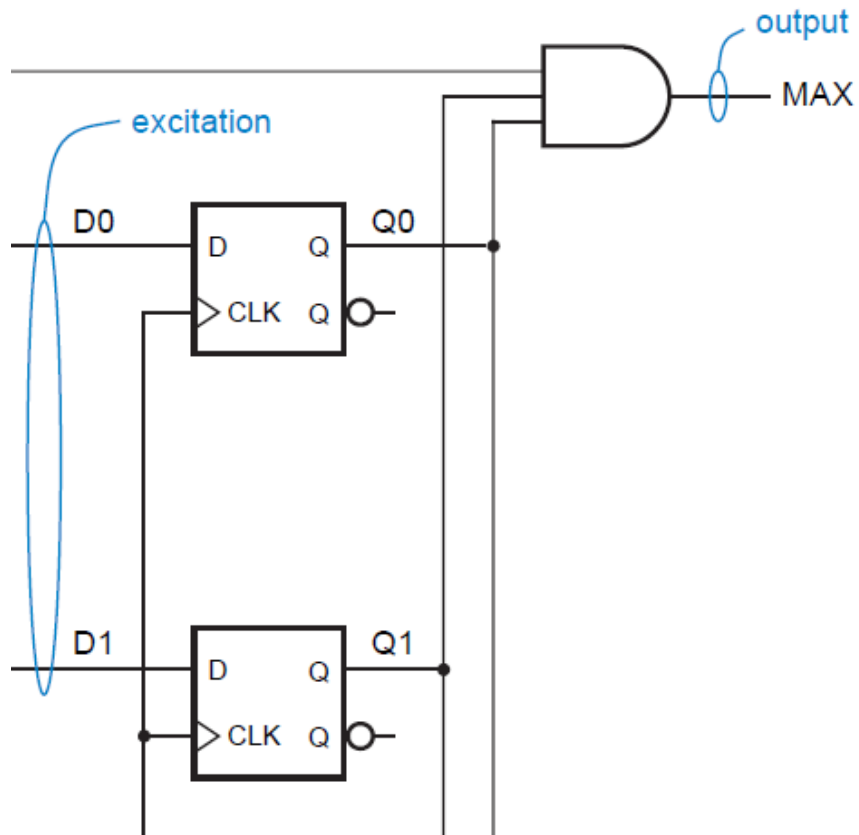 output
MAX
excitation
D0
Q0
D Q
CLK Q
D1
Q1
D Q
CLK Q